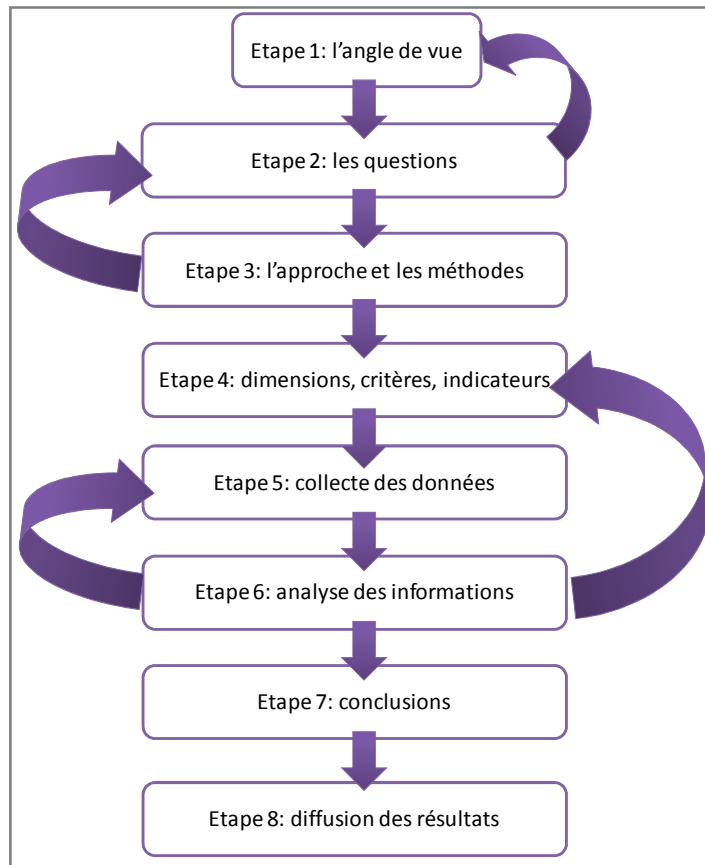 Etape 1: l’angle de vue
Etape 2: les questions
Etape 3: l’approche et les méthodes
Etape 4: dimensions, critères, indicateurs
Etape 5: collecte des données
Etape 6: analyse des informations
Etape 7: conclusions
Etape 8: diffusion des résultats